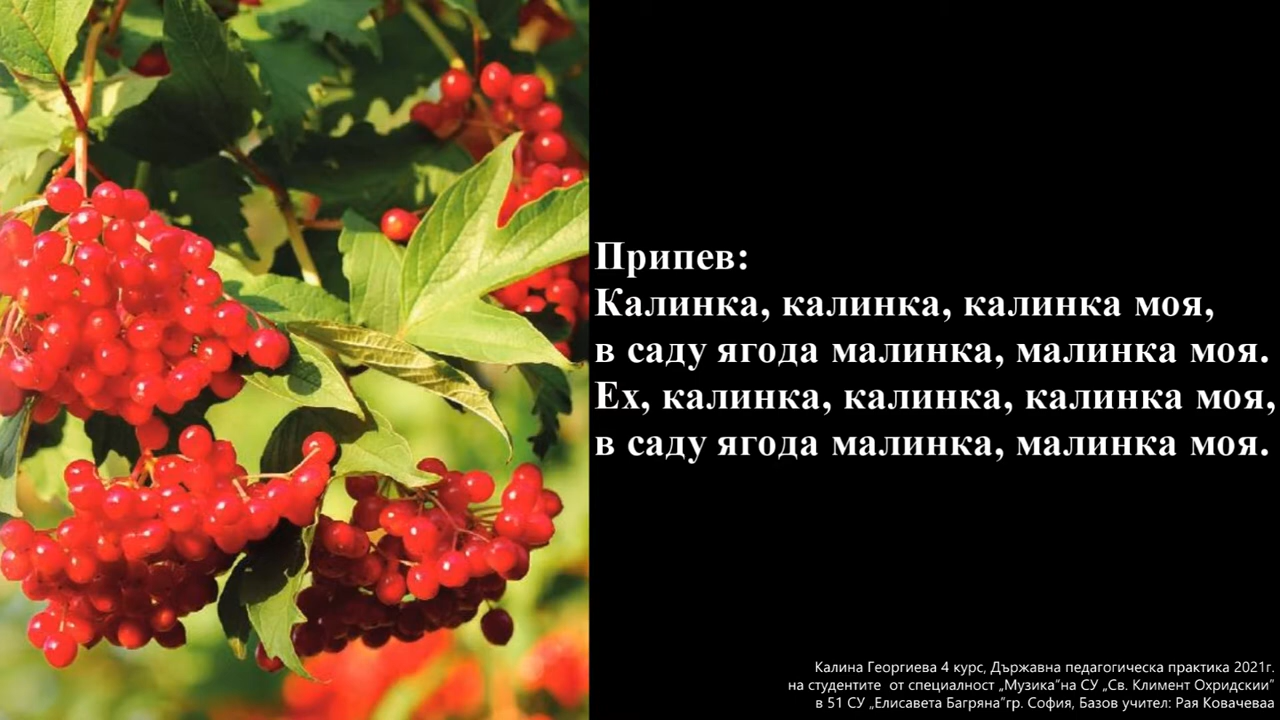 Припев:
Калинка, калинка, калинка моя,
в саду ягода малинка, малинка моя.
Ех, калинка, калинка, калинка моя,
в саду ягода малинка, малинка моя.
Калина Георгиева 4 курс, Държавна педагогическа практика 2021г.
на студентите от специалност „Музика"на СУ „Св. Климент Охридскии"
в 51 СУ „Елисавета Багряна"гр. София, Базов учител: Рая Ковачеваа